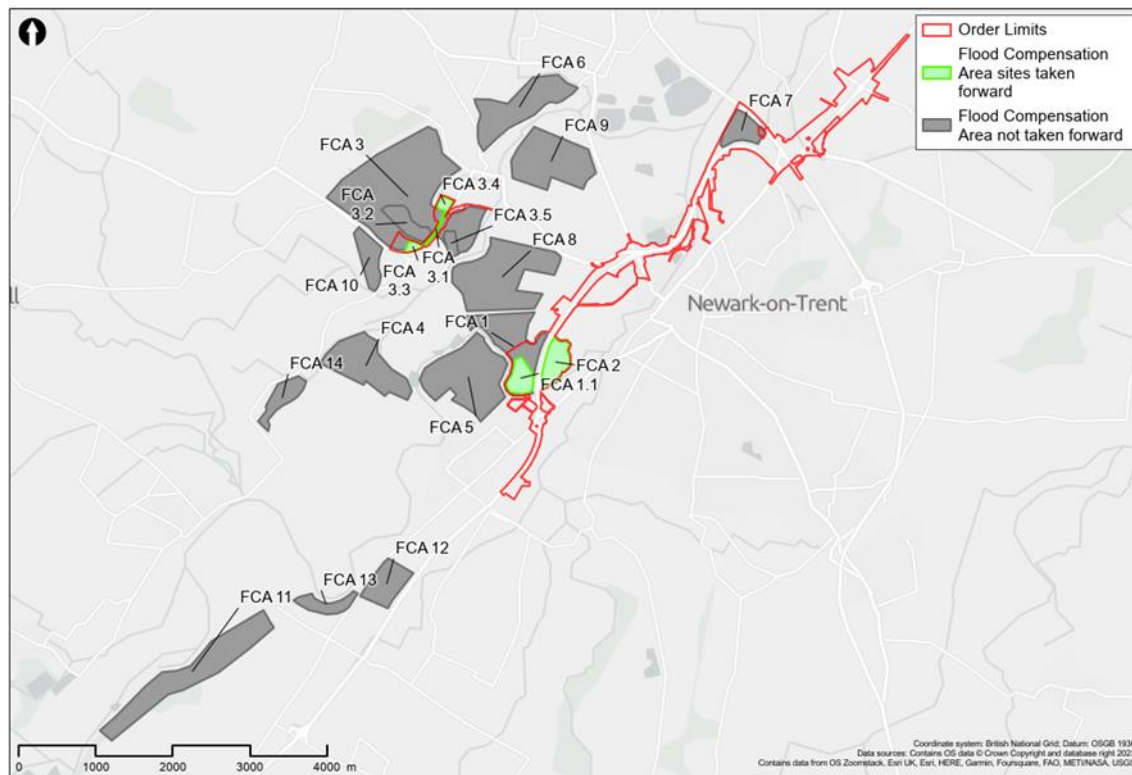 Order Limits
Flood Compensation
Area sites taken
forward
Flood Compensation
Area not taken forward
FCA 6
FCA 7
FCA 9
FCA 3
FCA 3.4
FCA
3.2
FCA 3.5
FCA 8
FCA 10
FCA
3.3
FCA
3.1
Newark-on-Trent
FCA 1
FCA 4
FCA 14
FCA 2
FCA 1.1
FCA 5
FCA 12
FCA 13
FCA 11
0 1000 2000 3000 4000 m
Coordinate system: British National Grid; Datum: OSGB 1936
Data sources: Contains OS data © Crown Copyright and database right 2023
Contains data from OS Zoomstack, Esri UK, Esri, HERE, Garmin, Foursquare, FAO, METI/NASA, USGS